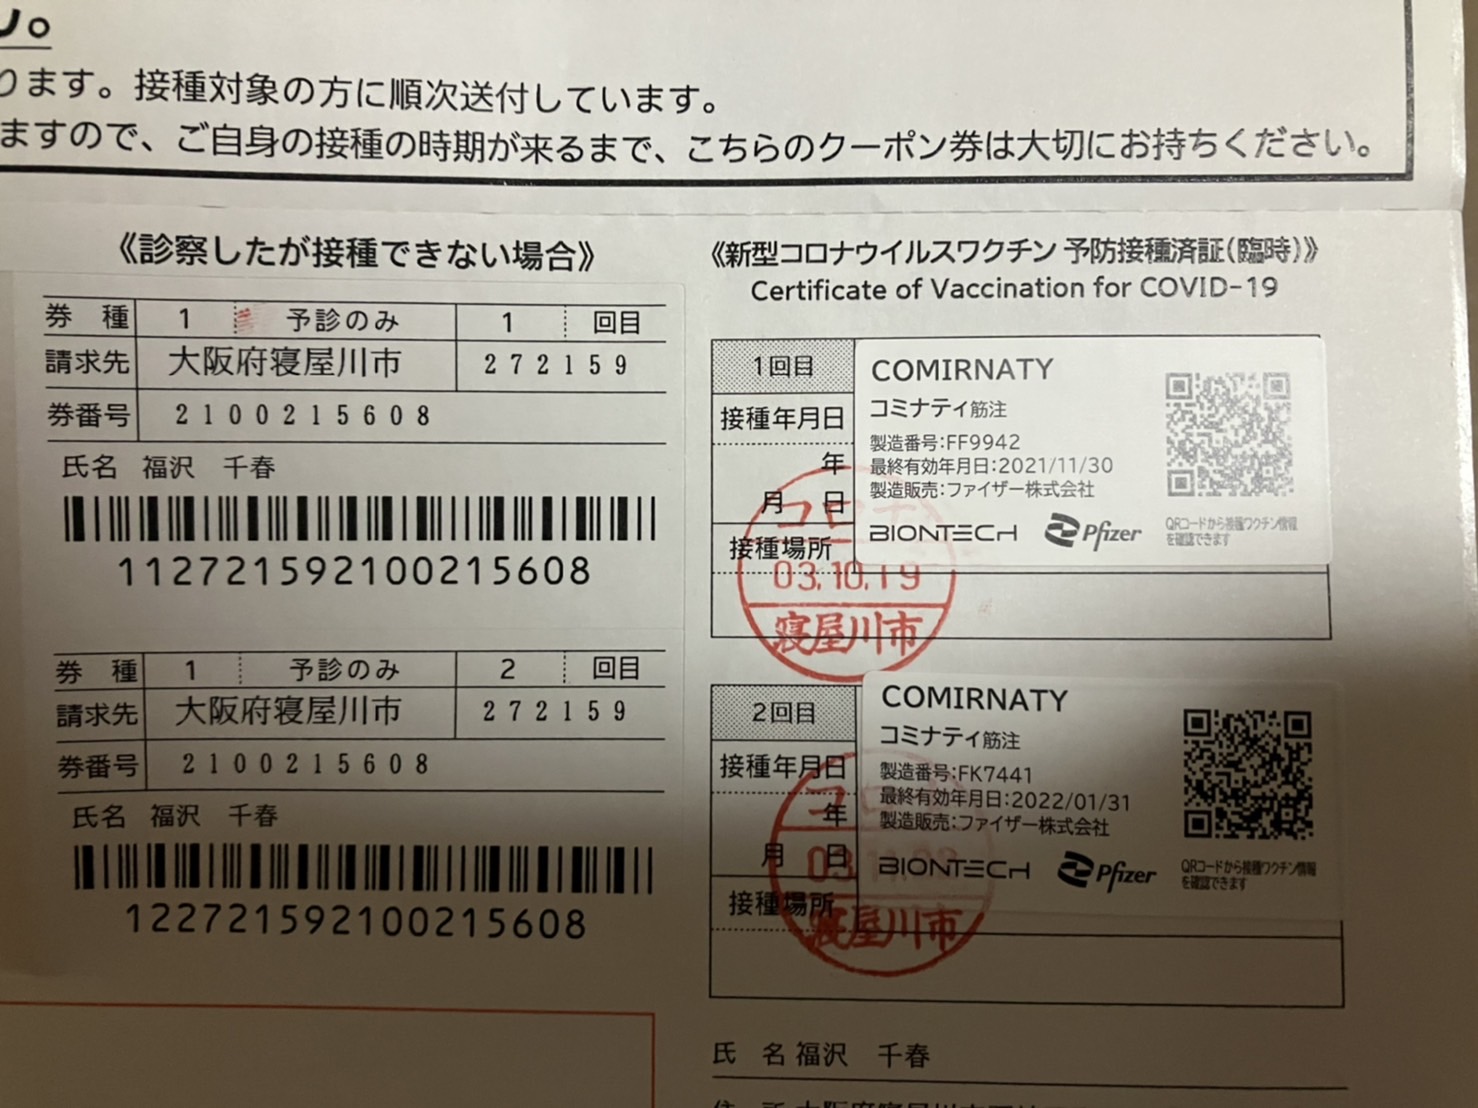 ります。接種対象の方に順次送付しています。
ますので、ご自身の接種の時期が来るまで、こちらのクーポン券は大切にお持ちください。
《診察したが接種できない場合》
券 種 1 予診のみ 1 回目
請求先 大阪府寝屋川市 272159
券番号 2100215608
氏名 福沢 千春
112721592100215608
券 種 1 予診のみ 2 回目
請求先 大阪府寝屋川市 272159
券番号 2100215608
氏名 福沢 千春
122721592100215608
《新型コロナウイルスワクチン 予防接種済証(臨時)》
Certificate of Vaccination for COVID-19
1回目
接種年月日
年
月 日
接種場所
COMIRNATY
コミナティ筋注
製造番号:FF9942
最終有効年月日:2021/11/30
製造販売:ファイザー株式会社
BIONTECH Pfizer
QRコードから接種ワクチン情報
を確認できます
コロナ
03.10.19
寝屋川市
2回目
接種年月日
年
月 日
接種場所
COMIRNATY
コミナティ筋注
製造番号:FK7441
最終有効年月日:2022/01/31
製造販売:ファイザー株式会社
BIONTECH Pfizer
QRコードから接種ワクチン情報
を確認できます
寝屋川市
氏 名 福沢 千春